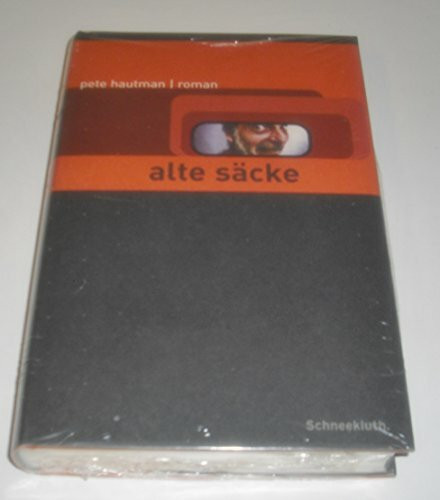 pete hautman | roman
alte säcke
Schneekluth